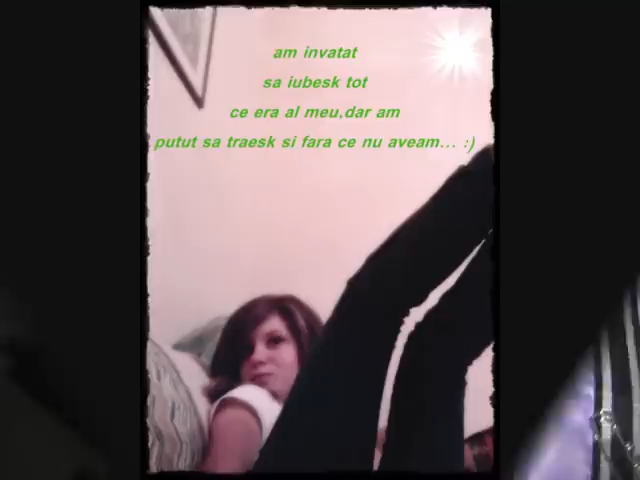 am invatat
sa iubesk tot
ce era al meu,dar am
putut sa traesk si fara ce nu aveam... :)